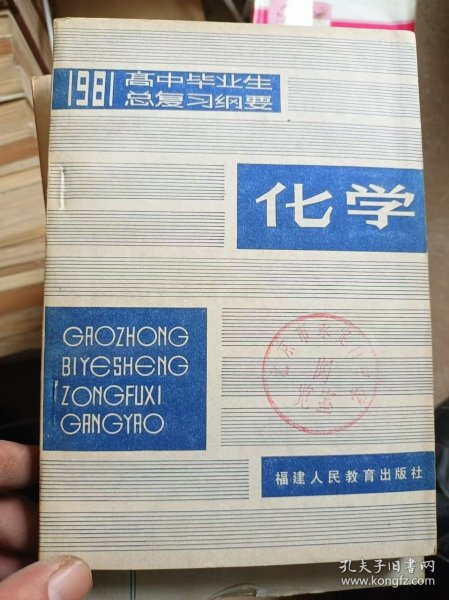 1981 高中毕业生
总复习纲要
化学
GAOZHONG
BIYESHENG
ZONGFUXI
GANGYAO
福建人民教育出版社
孔夫子旧书网
www.kongfz.com